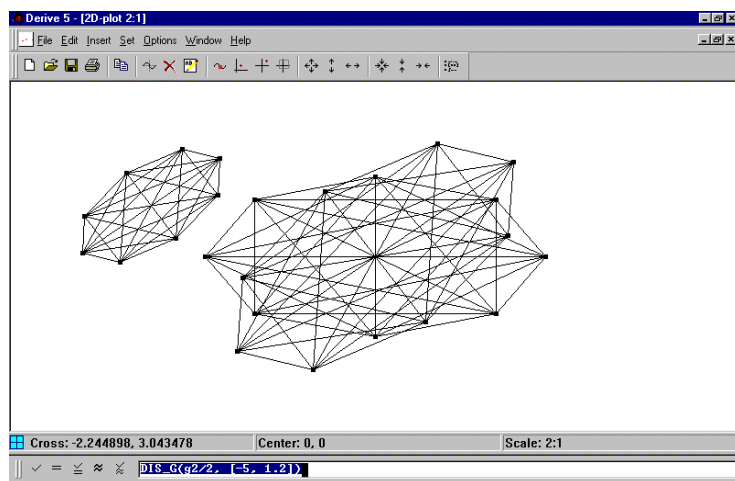 Derive 5 - [2D-plot 2:1]
File Edit Insert Set Options Window Help
Cross: -2.244898, 3.043478 Center: 0, 0 Scale: 2:1
DIS_G(g2/2, [-5, 1.2])